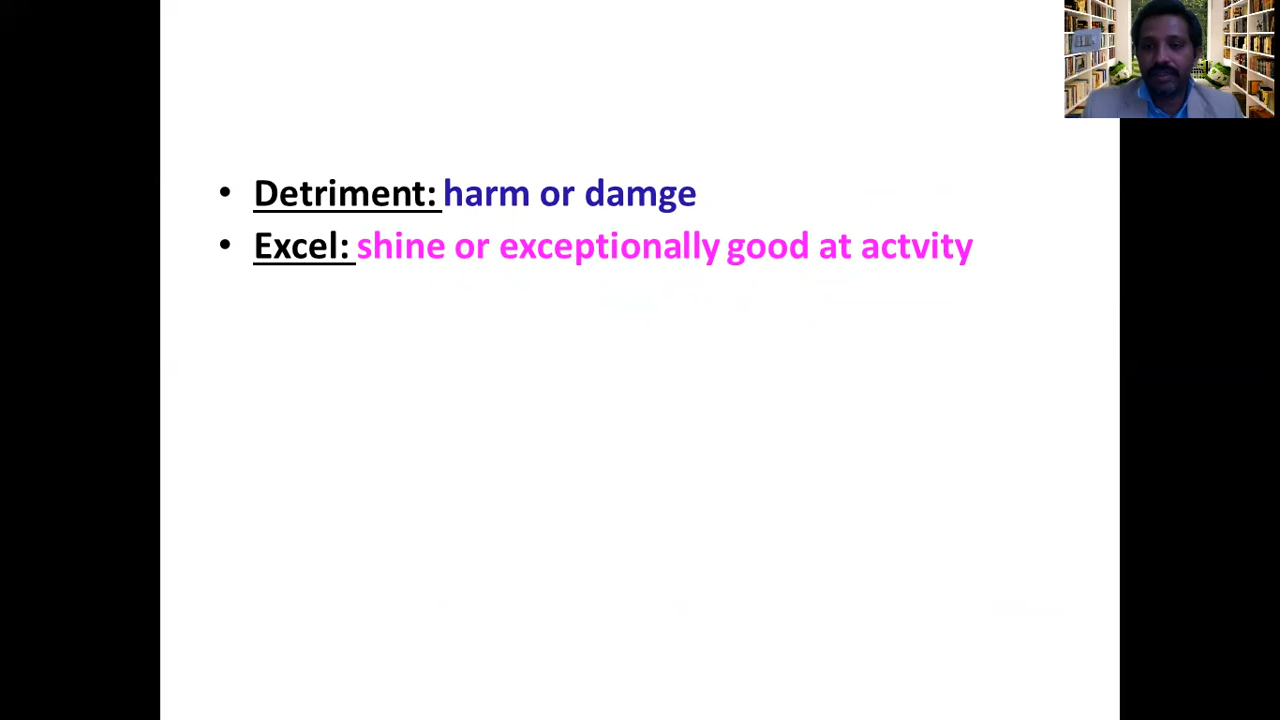 • Detriment: harm or damge
• Excel: shine or exceptionally good at actvity